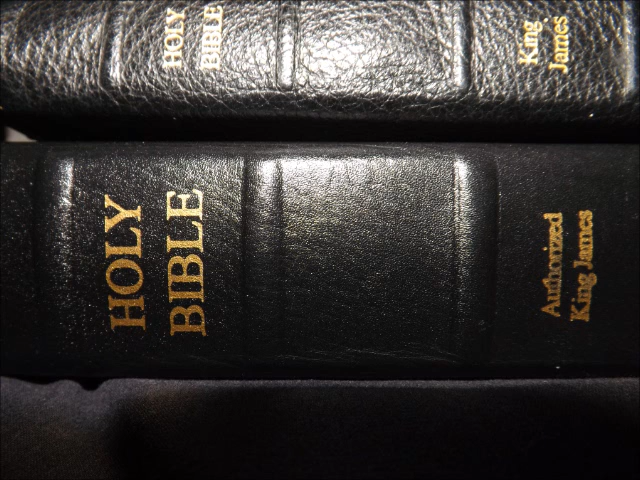 HOLY
BIBLE
King
James
HOLY
BIBLE
Authorized
King James